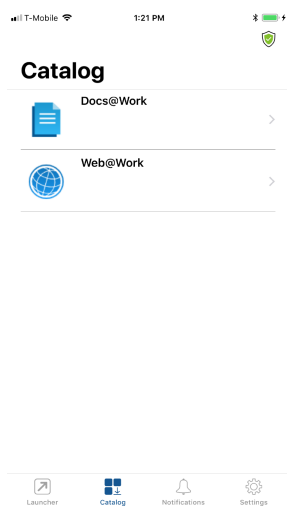 T-Mobile 1:21 PM
Catalog
Docs@Work
Web@Work
Launcher Catalog Notifications Settings